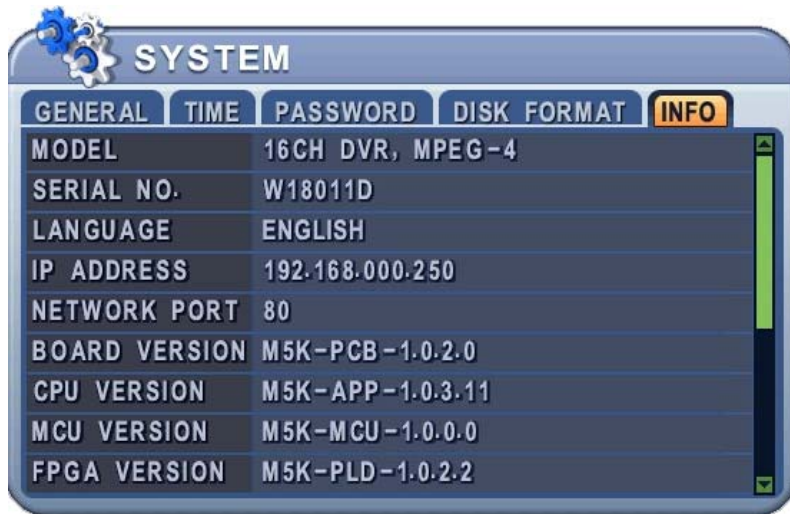 SYSTEM
GENERAL TIME PASSWORD DISK FORMAT INFO
MODEL 16CH DVR, MPEG-4
SERIAL NO. W18011D
LANGUAGE ENGLISH
IP ADDRESS 192.168.000.250
NETWORK PORT 80
BOARD VERSION M5K-PCB-1.0.2.0
CPU VERSION M5K-APP-1.0.3.11
MCU VERSION M5K-MCU-1.0.0.0
FPGA VERSION M5K-PLD-1.0.2.2